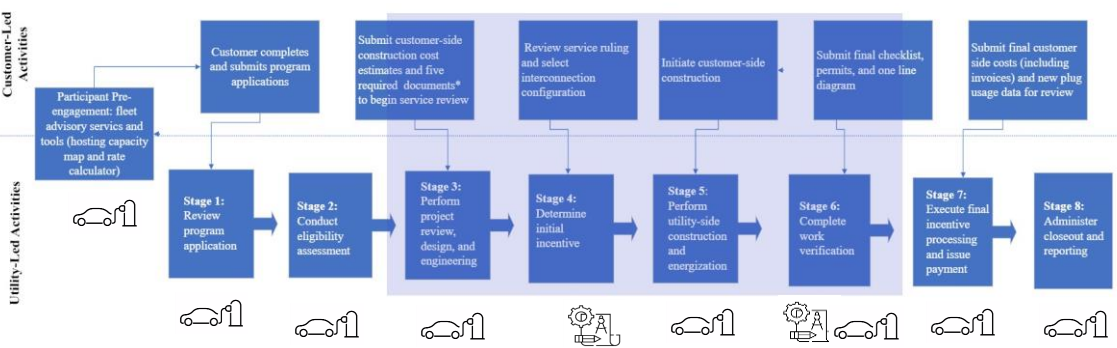 Customer-Led
Activities
Customer completes
and submits program
applications
Submit customer-side
construction cost
estimates and five
required documents*
to begin service review
Review service ruling
and select
interconnection
configuration
Initiate customer-side
construction
Submit final checklist,
permits, and one line
diagram
Submit final customer
side costs (including
invoices) and new plug
usage data for review
Participant Pre-
engagement: fleet
advisory servics and
tools (hosting capacity
map and rate
calculator)
Utility-Led Activities
Stage 1:
Review
program
application
Stage 2:
Conduct
eligibility
assessment
Stage 3:
Perform
project
review,
design, and
engineering
Stage 4:
Determine
initial
incentive
Stage 5:
Perform
utility-side
construction
and
energization
Stage 6:
Complete
work
verification
Stage 7:
Execute final
incentive
processing
and issue
payment
Stage 8:
Administer
closeout and
reporting